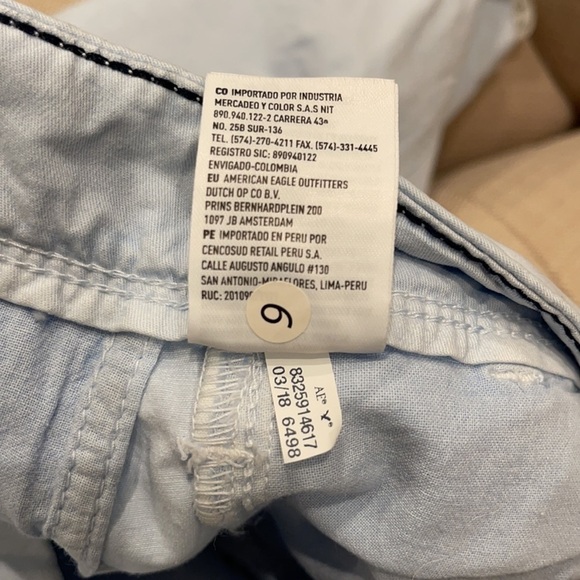 CO IMPORTADO POR INDUSTRIA
MERCADEO Y COLOR S.A.S NIT
890.940.122-2 CARRERA 43ª
NO. 25B SUR-136
TEL. (574)-270-4211 FAX. (574)-331-4445
REGISTRO SIC: 890940122
ENVIGADO-COLOMBIA
EU AMERICAN EAGLE OUTFITTERS
DUTCH OP CO B.V.
PRINS BERNHARDPLEIN 200
1097 JB AMSTERDAM
PE IMPORTADO EN PERU POR
CENCOSUD RETAIL PERU S.A.
CALLE AUGUSTO ANGULO #130
SAN ANTONIO-MIRAFLORES, LIMA-PERU
RUC: 20109
6
AE®
8325914617
03/18 6498